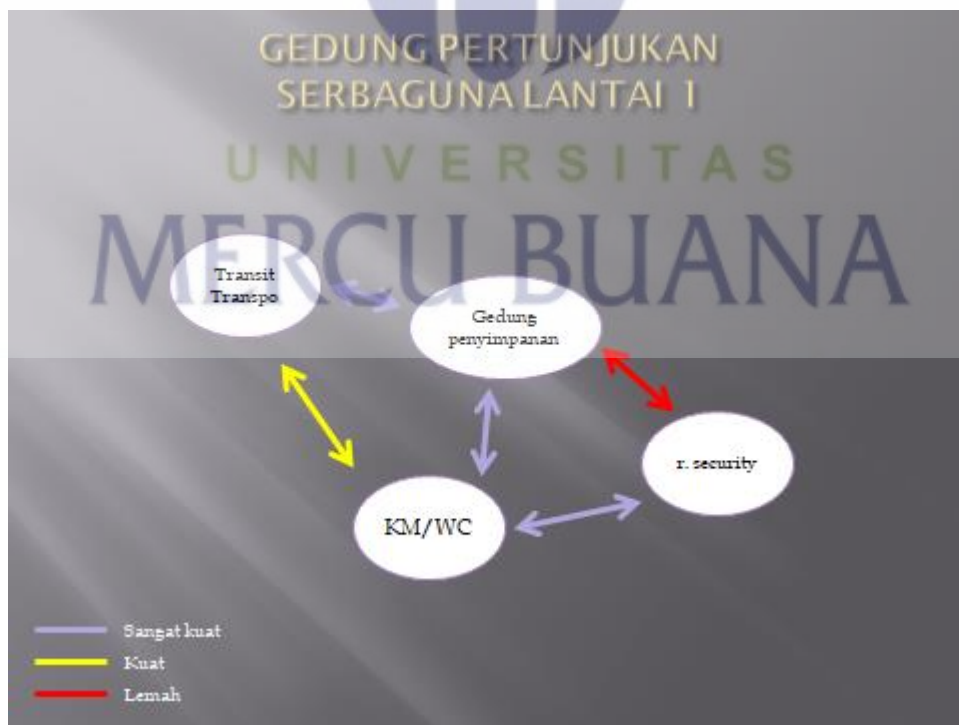 GEDUNG PERTUNJUKAN
SERBAGUNA LANTAI 1
UNIVERSITAS
MERCU BUANA
Transit
Transpo
Gedung
penyimpanan
r. security
KM/WC
Sangat kuat
Kuat
Lemah